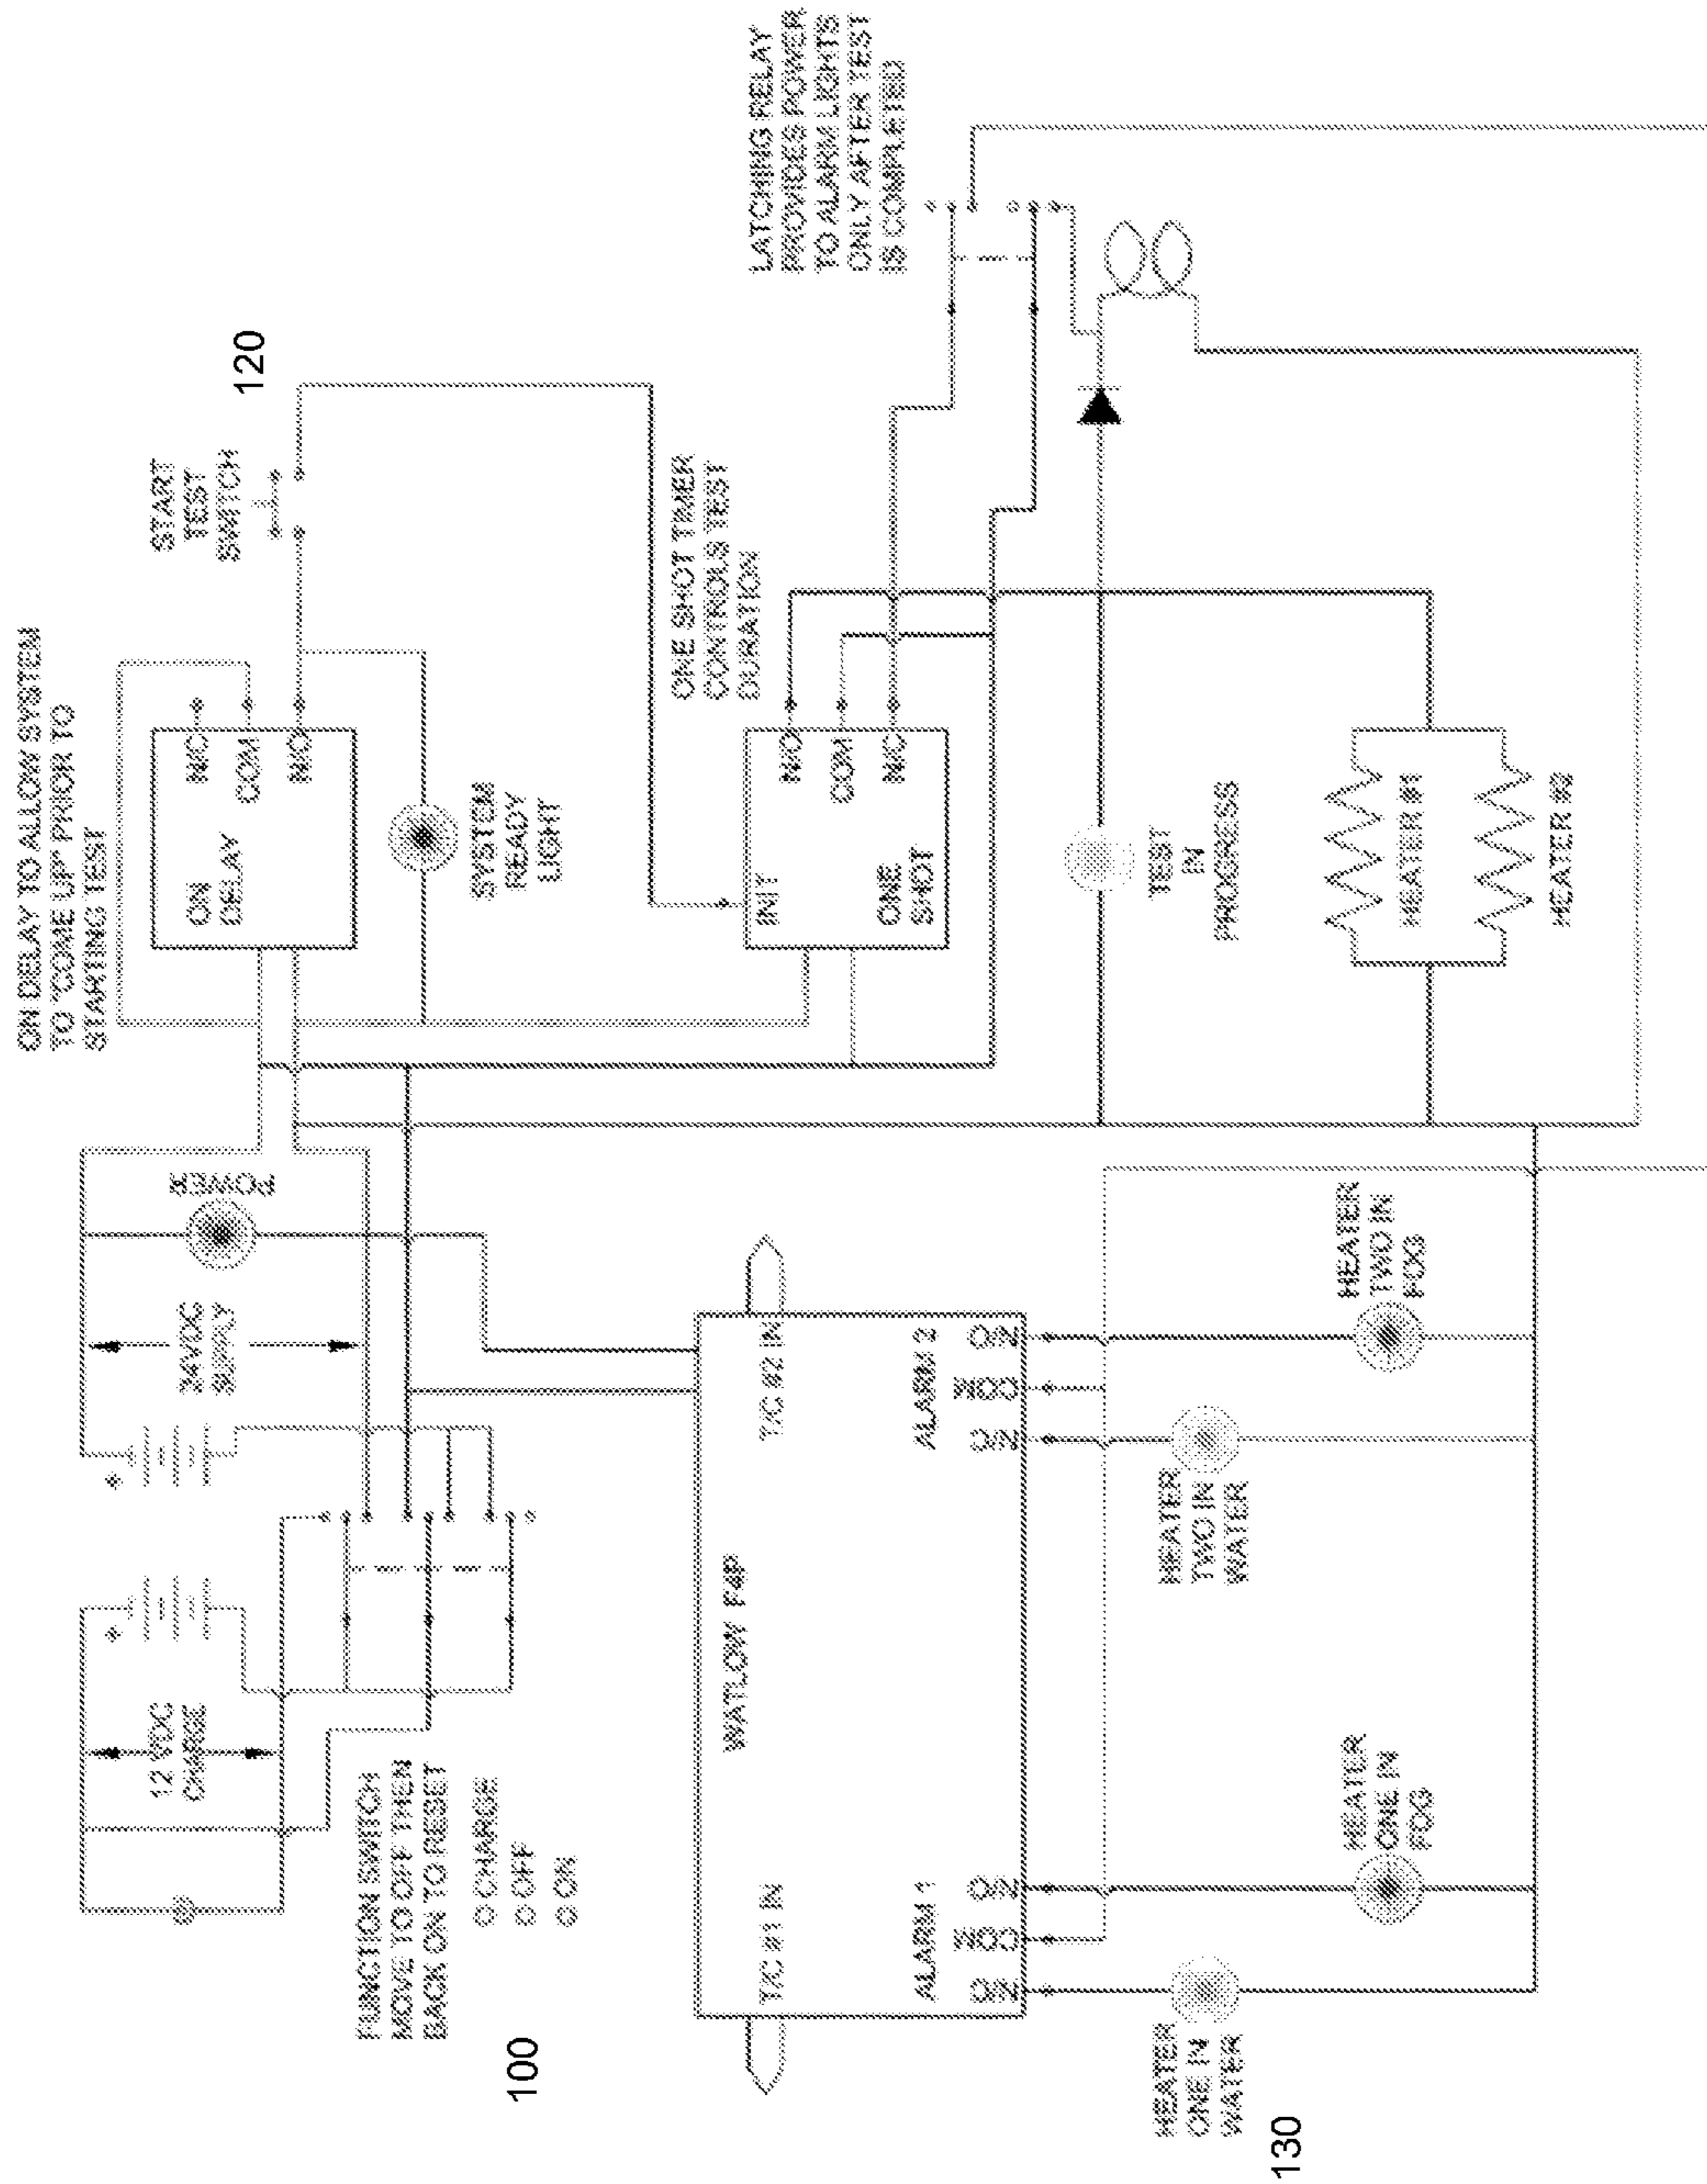 ON DELAY TO ALLOW SYSTEM
TO "COME UP" PRIOR TO
STARTING TEST
ON
DELAY
N/C
COM
N/O
START
TEST
SWITCH
120
SYSTEM
READY
LIGHT
ONE SHOT TIMER
CONTROLS TEST
DURATION
INIT
ONE
SHOT
N/O
COM
N/C
LATCHING RELAY
PROVIDES POWER
TO ALARM LIGHTS
ONLY AFTER TEST
IS COMPLETED
TEST
IN
PROGRESS
HEATER #1
HEATER #2
12 VDC
CHARGE
+
24VDC
SUPLY
+
POWER
FUNCTION SWITCH
MOVE TO OFF THEN
BACK ON TO RESET
O CHARGE
O OFF
O ON
100
WATLOW F4P
T/C #1 IN
T/C #2 IN
ALARM 1
N/C
COM
N/O
ALARM 2
N/C
COM
N/O
HEATER
ONE IN
WATER
HEATER
ONE IN
FOG
HEATER
TWO IN
WATER
HEATER
TWO IN
FOG
130